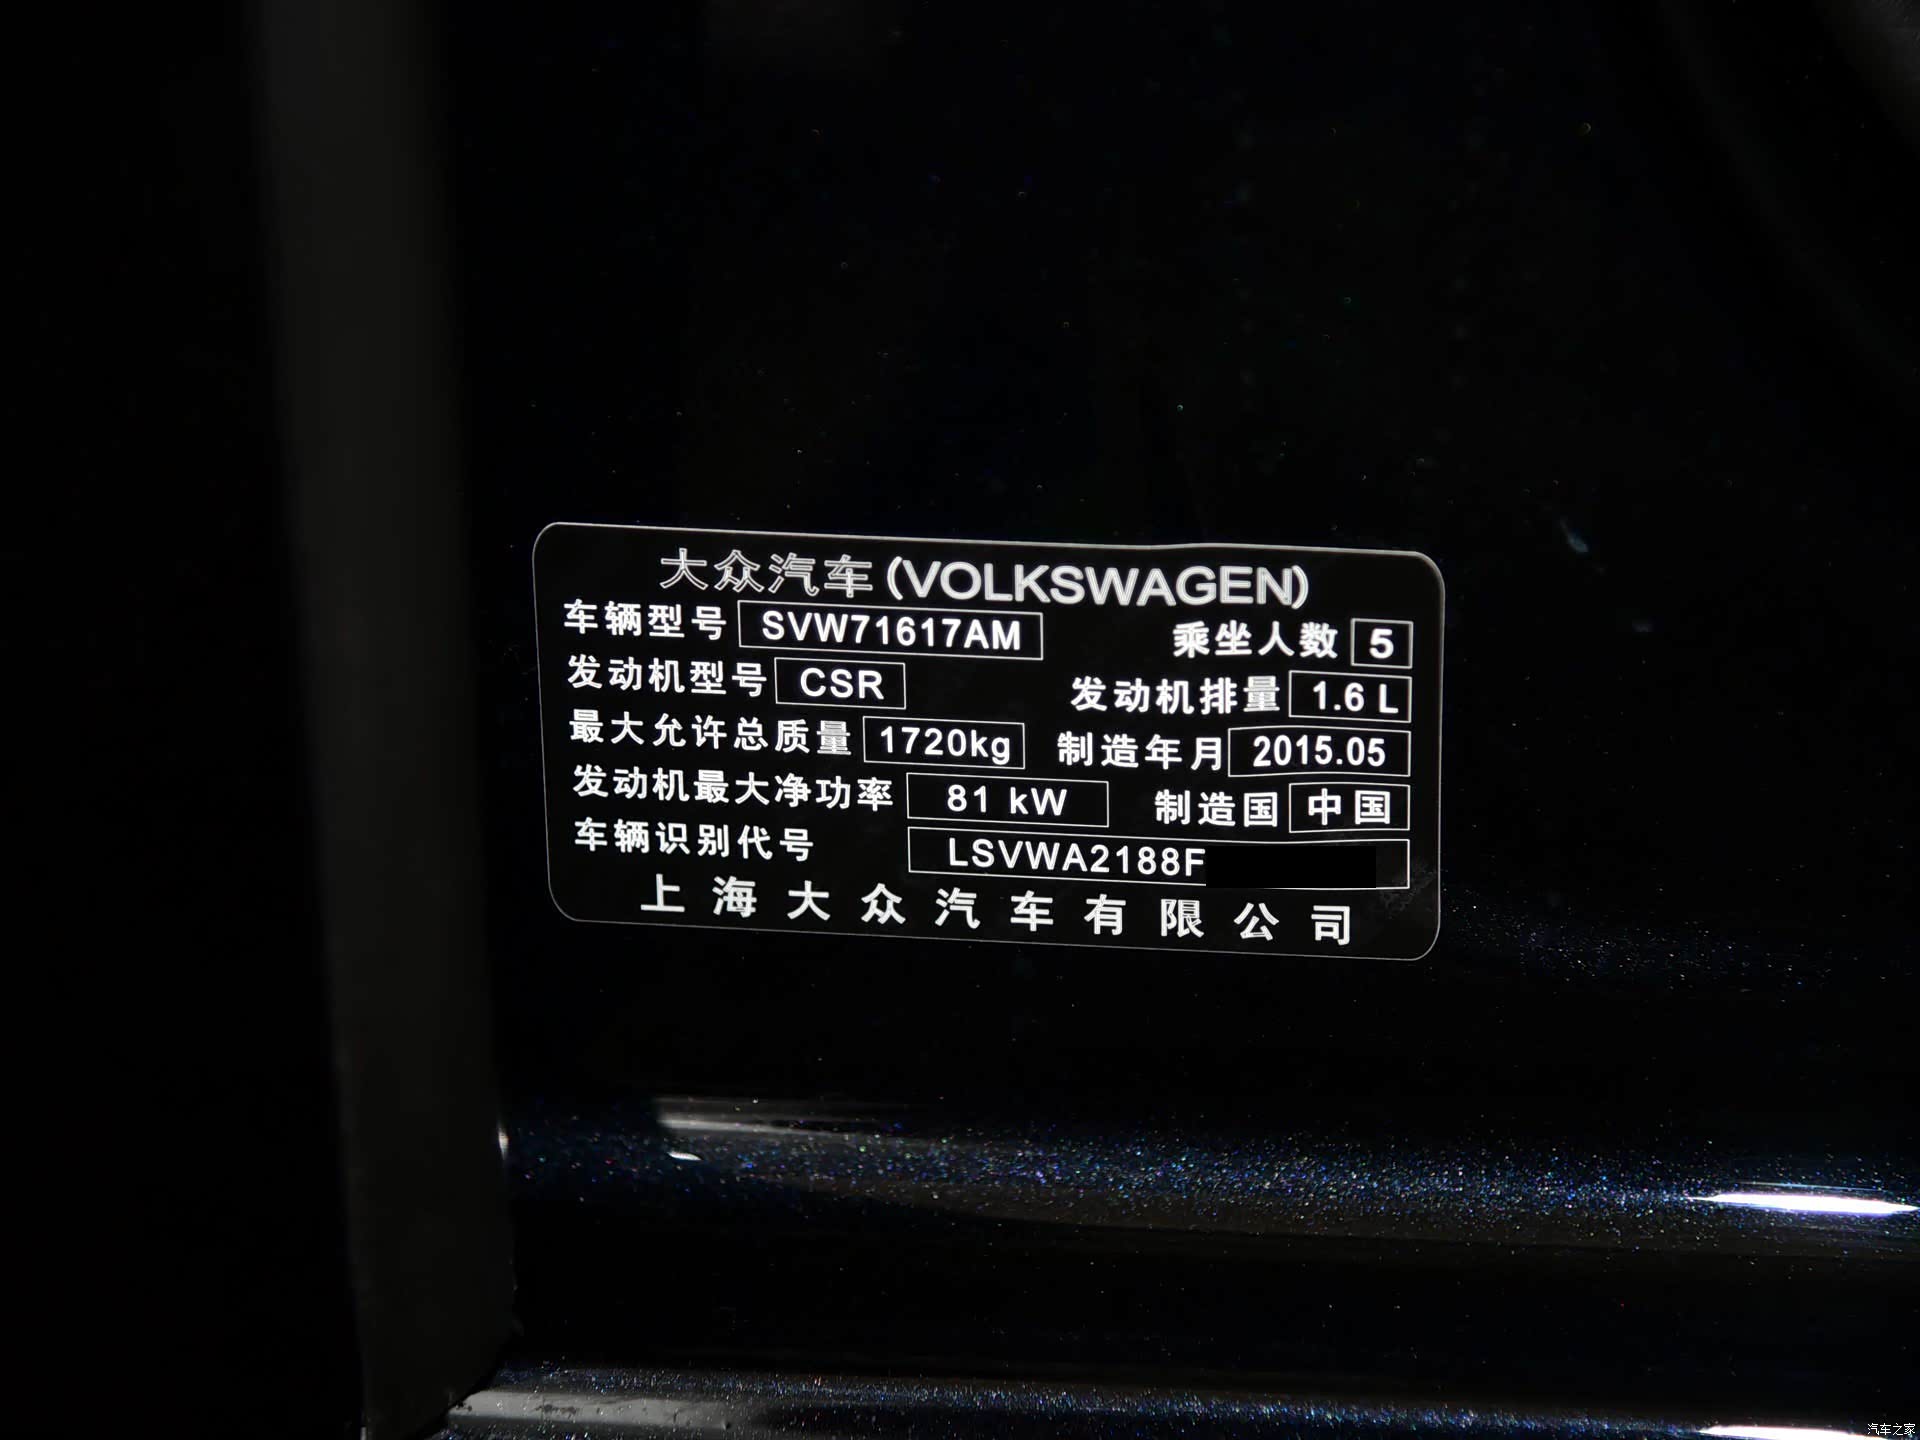 大众汽车(VOLKSWAGEN)
车辆型号 SVW71617AM 乘坐人数 5
发动机型号 CSR 发动机排量 1.6 L
最大允许总质量 1720kg 制造年月 2015.05
发动机最大净功率 81 kW 制造国 中国
车辆识别代号 LSVWA2188F
上海大众汽车有限公司
汽车之家